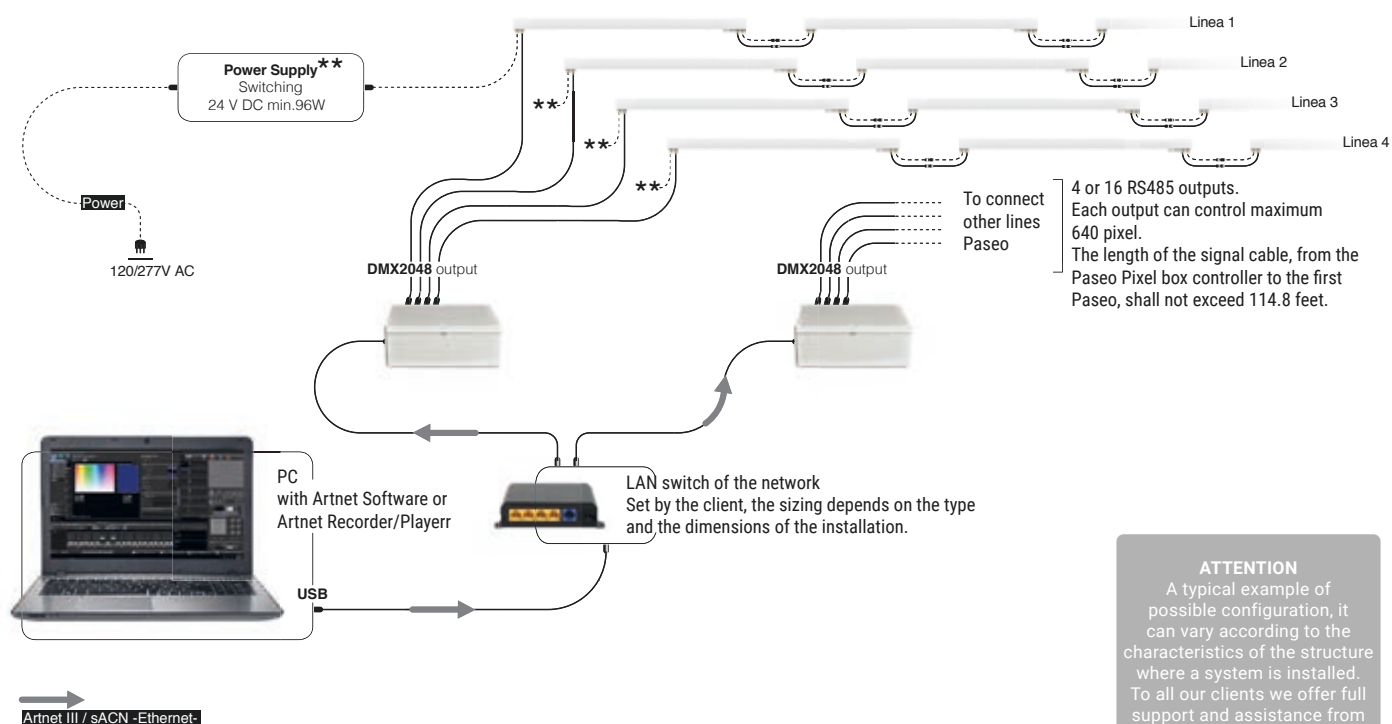 Linea 1
Linea 2
Linea 3
Linea 4
Power Supply**
Switching
24 V DC min.96W
**
**
**
Power
120/277V AC
DMX2048 output
DMX2048 output
To connect
other lines
Paseo
4 or 16 RS485 outputs.
Each output can control maximum
640 pixel.
The length of the signal cable, from the
Paseo Pixel box controller to the first
Paseo, shall not exceed 114.8 feet.
PC
with Artnet Software or
Artnet Recorder/Playerr
USB
LAN switch of the network
Set by the client, the sizing depends on the type
and the dimensions of the installation.
ATTENTION
A typical example of
possible configuration, it
can vary according to the
characteristics of the structure
where a system is installed.
To all our clients we offer full
support and assistance from
Artnet III / sACN -Ethernet-